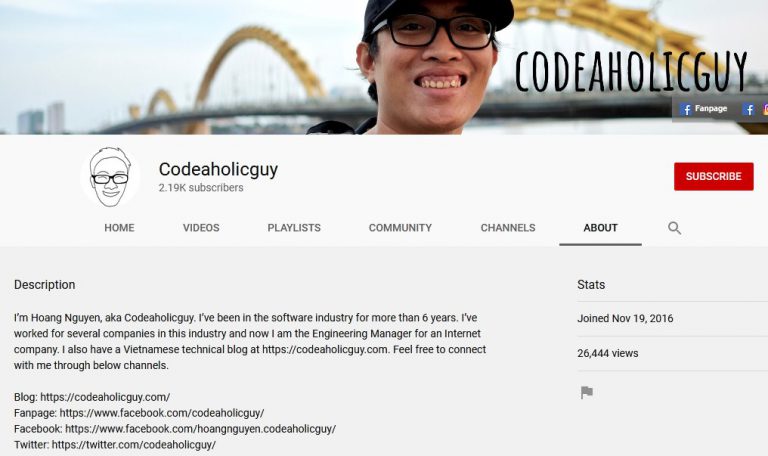 CODEAHOLICGUY
Fanpage
Codeaholicguy
2.19K subscribers
SUBSCRIBE
HOME VIDEOS PLAYLISTS COMMUNITY CHANNELS ABOUT
Description
I'm Hoang Nguyen, aka Codeaholicguy. I've been in the software industry for more than 6 years. I've
worked for several companies in this industry and now I am the Engineering Manager for an Internet
company. I also have a Vietnamese technical blog at https://codeaholicguy.com. Feel free to connect
with me through below channels.
Blog: https://codeaholicguy.com/
Fanpage: https://www.facebook.com/codeaholicguy/
Facebook: https://www.facebook.com/hoangnguyen.codeaholicguy/
Twitter: https://twitter.com/codeaholicguy/
Stats
Joined Nov 19, 2016
26,444 views